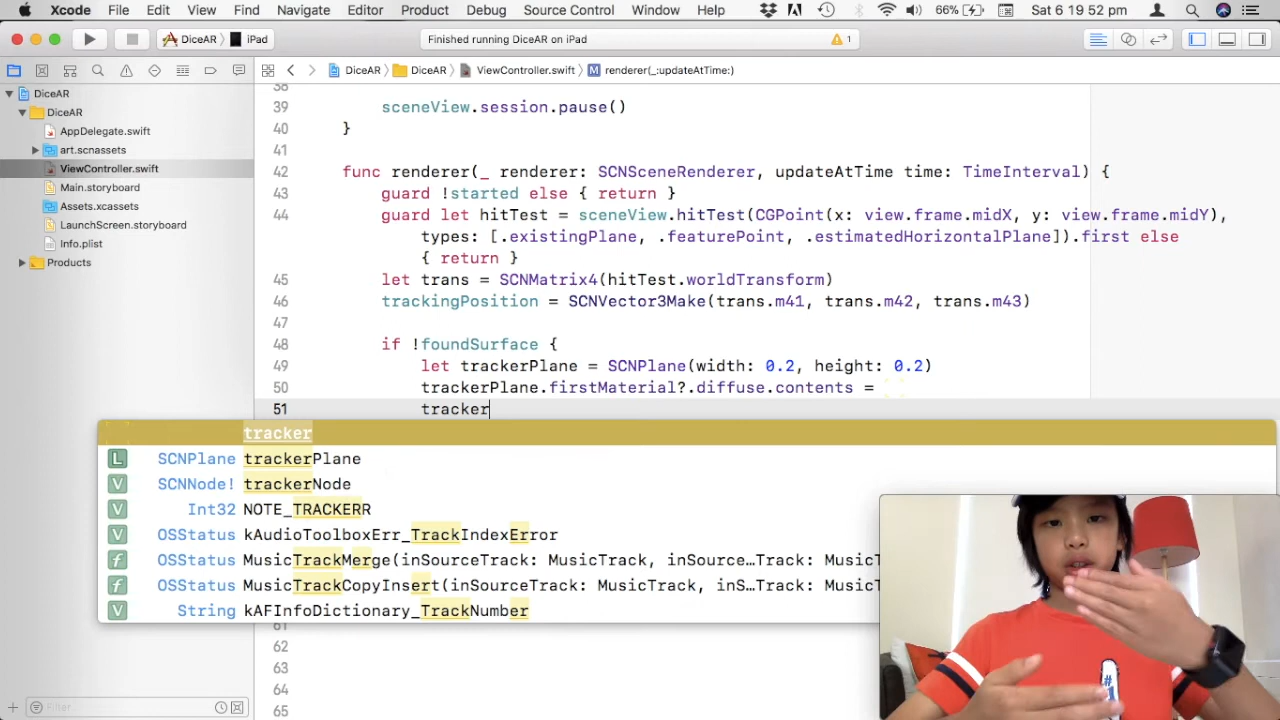 Xcode File Edit View Find Navigate Editor Product Debug Source Control Window Help 66% Sat 6 19:52 pm
DiceAR iPad Finished running DiceAR on iPad 1
DiceAR DiceAR ViewController.swift M renderer(_:updateAtTime:)
DiceAR
DiceAR
AppDelegate.swift
art.scnassets
ViewController.swift
Main.storyboard
Assets.xcassets
LaunchScreen.storyboard
Info.plist
Products
Filter
38
39 sceneView.session.pause()
40 }
41
42 func renderer(_ renderer: SCNSceneRenderer, updateAtTime time: TimeInterval) {
43 guard !started else { return }
44 guard let hitTest = sceneView.hitTest(CGPoint(x: view.frame.midX, y: view.frame.midY),
types: [.existingPlane, .featurePoint, .estimatedHorizontalPlane]).first else
{ return }
45 let trans = SCNMatrix4(hitTest.worldTransform)
46 trackingPosition = SCNVector3Make(trans.m41, trans.m42, trans.m43)
47
48 if !foundSurface {
49 let trackerPlane = SCNPlane(width: 0.2, height: 0.2)
50 trackerPlane.firstMaterial?.diffuse.contents =
51 tracker
tracker
L SCNPlane trackerPlane
V SCNNode! trackerNode
V Int32 NOTE_TRACKERR
V OSStatus kAudioToolboxErr_TrackIndexError
f OSStatus MusicTrackMerge(inSourceTrack: MusicTrack, inSource…Track: MusicT
f OSStatus MusicTrackCopyInsert(inSourceTrack: MusicTrack, inS…Track: MusicT
V String kAFInfoDictionary_TrackNumber
61
62
63
64
65
#1